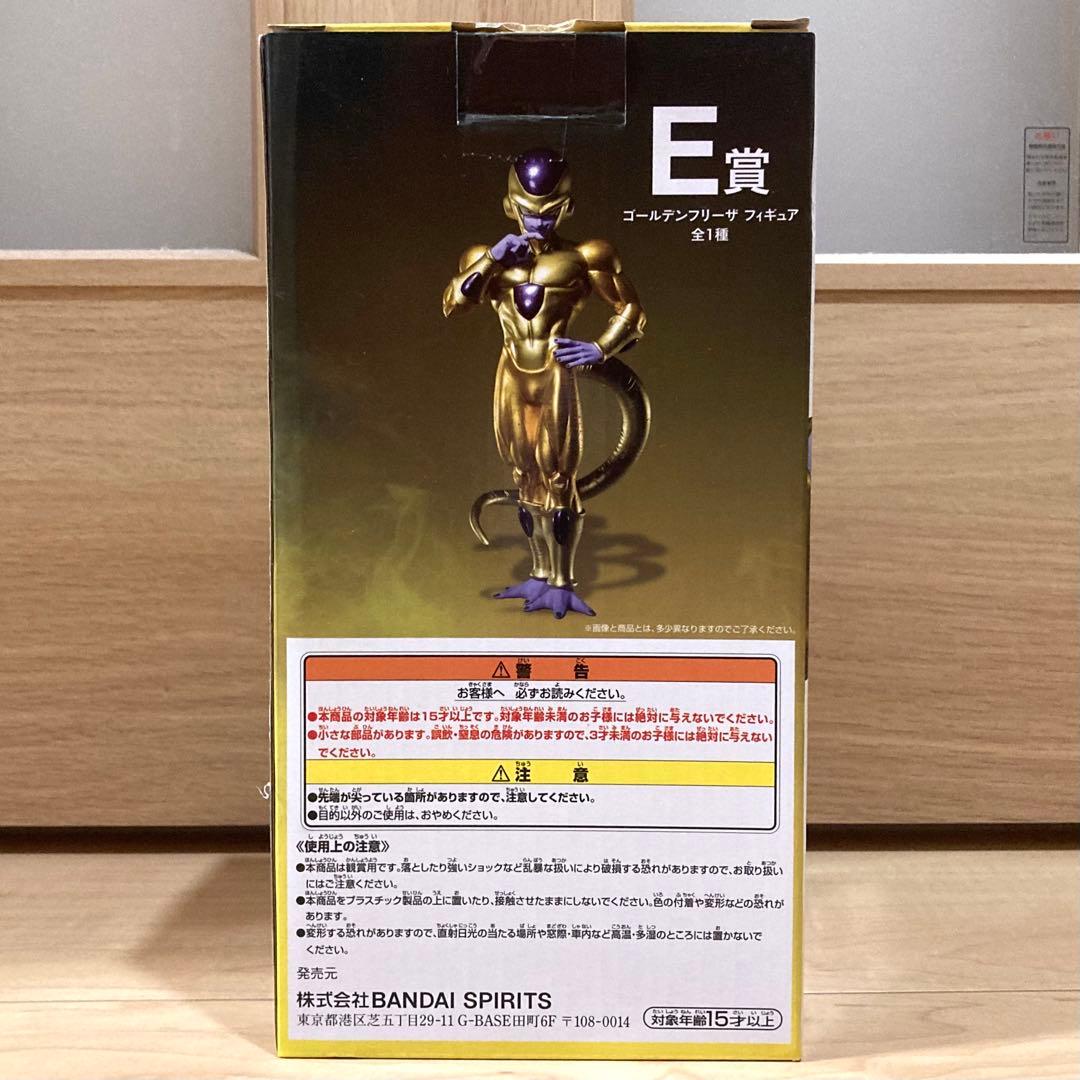 E賞
ゴールデンフリーザ フィギュア
全1種
※画像と商品とは、多少異なりますのでご了承ください。
⚠警告
お客様へ 必ずお読みください。
●本商品の対象年齢は15才以上です。対象年齢未満のお子様には絶対に与えないでください。
●小さな部品があります。誤飲・窒息の危険がありますので、3才未満のお子様には絶対に与えない
でください。
⚠注意
●先端が尖っている箇所がありますので、注意してください。
●目的以外のご使用は、おやめください。
《使用上の注意》
●本商品は観賞用です。落としたり強いショックなど乱暴な扱いにより破損する恐れがありますので、お取り扱い
にはご注意ください。
●本商品をプラスチック製品の上に置いたり、接触させたままにしないでください。色の付着や変形などの恐れが
あります。
●変形する恐れがありますので、直射日光の当たる場所や窓際・車内など高温・多湿のところには置かないで
ください。
発売元
株式会社BANDAI SPIRITS
東京都港区芝五丁目29-11 G-BASE田町6F 〒108-0014
対象年齢15才以上